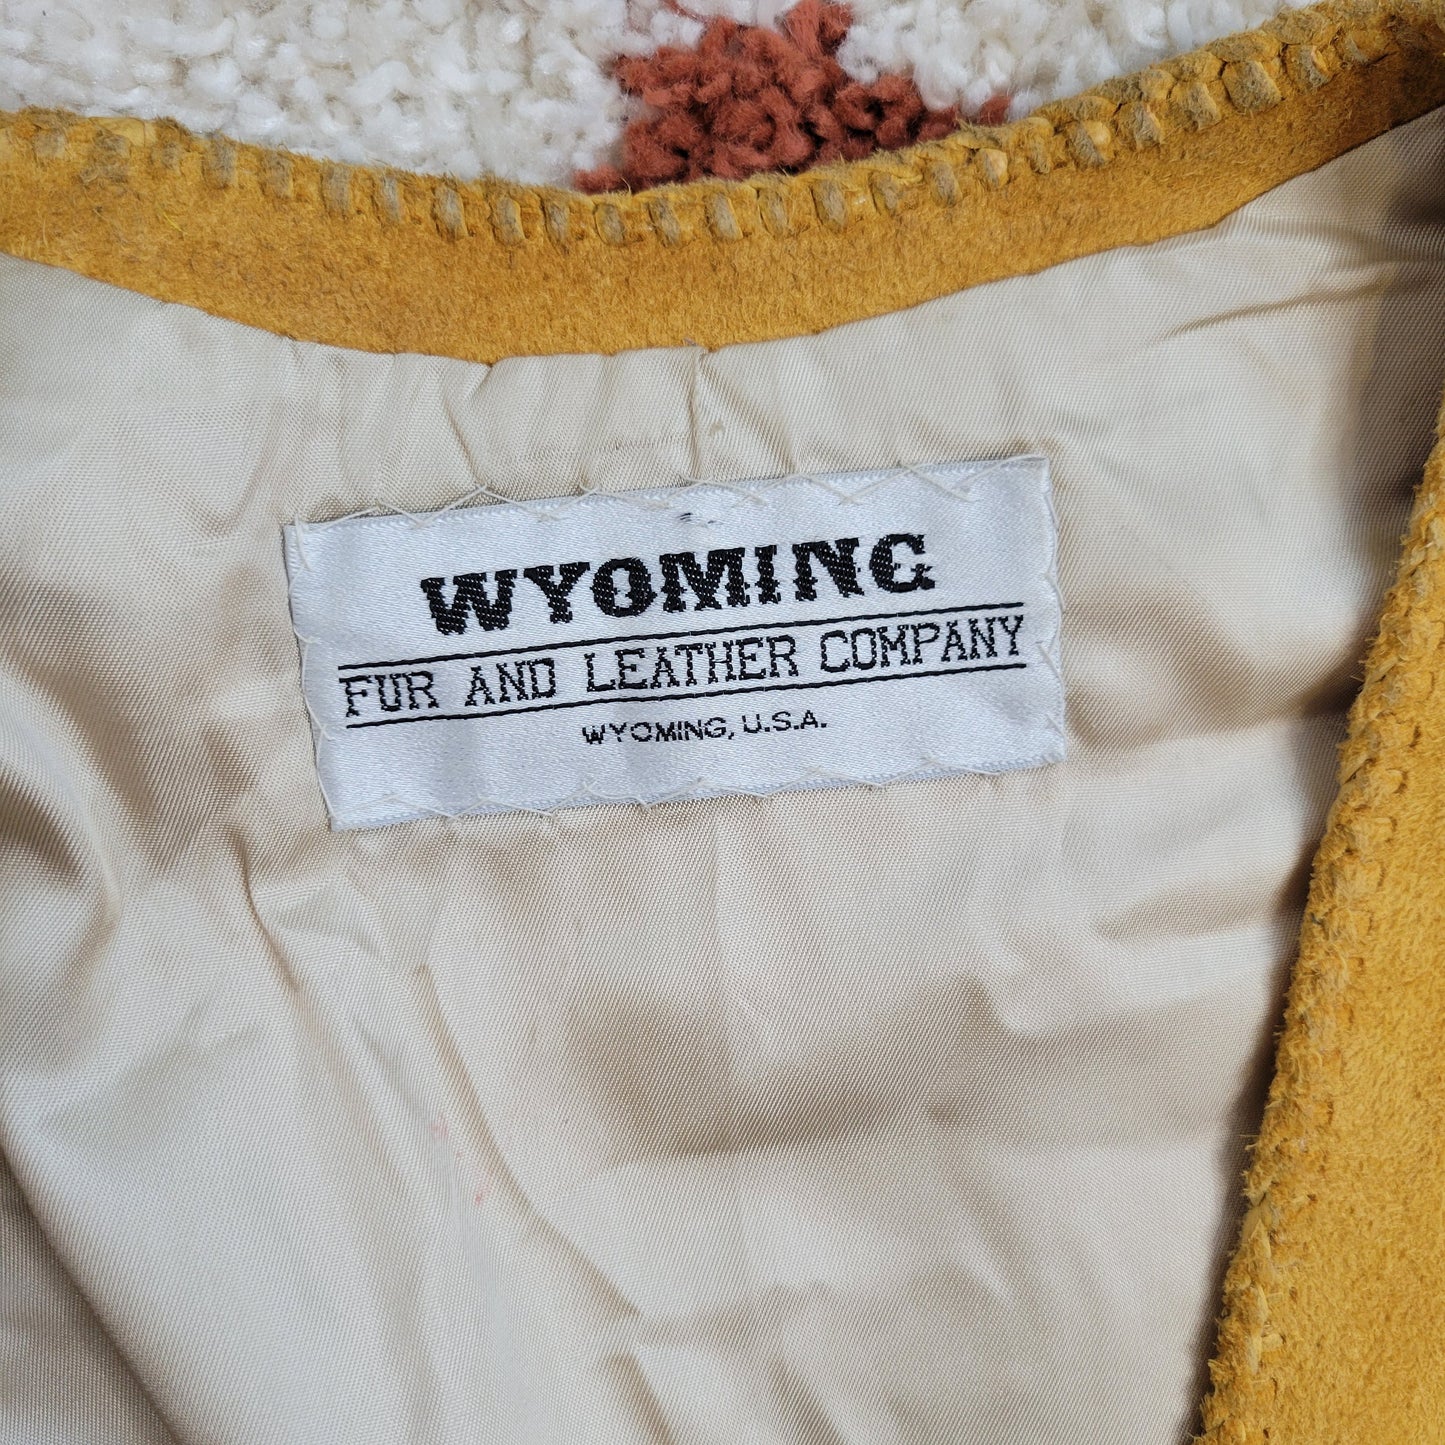 WYOMING
FUR AND LEATHER COMPANY
WYOMING, U.S.A.